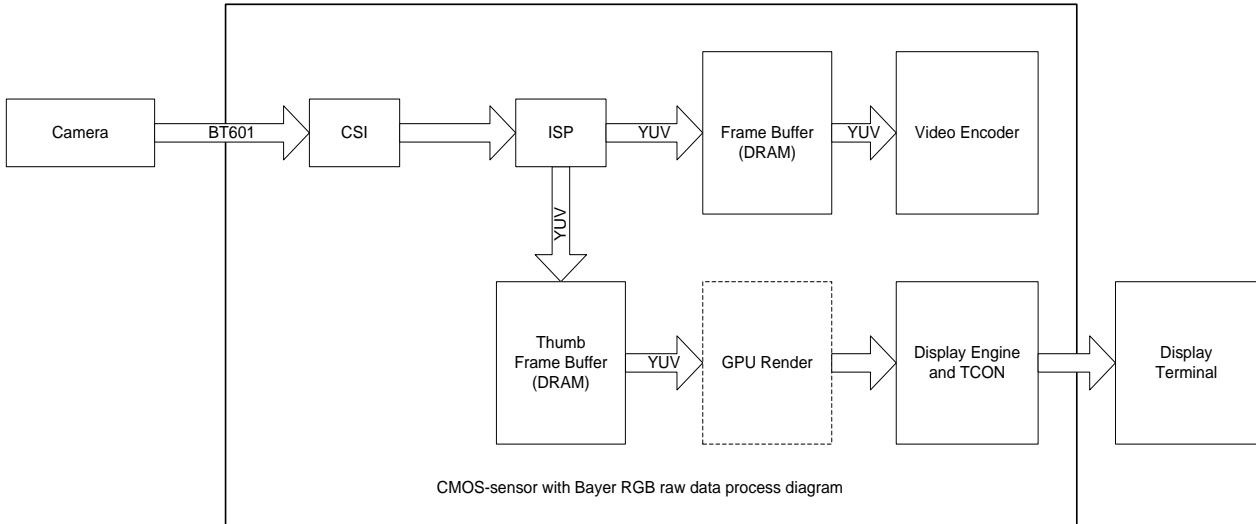 Camera
BT601
CSI
ISP
YUV
Frame Buffer
(DRAM)
YUV
Video Encoder
YUV
Thumb
Frame Buffer
(DRAM)
YUV
GPU Render
Display Engine
and TCON
Display
Terminal
CMOS-sensor with Bayer RGB raw data process diagram